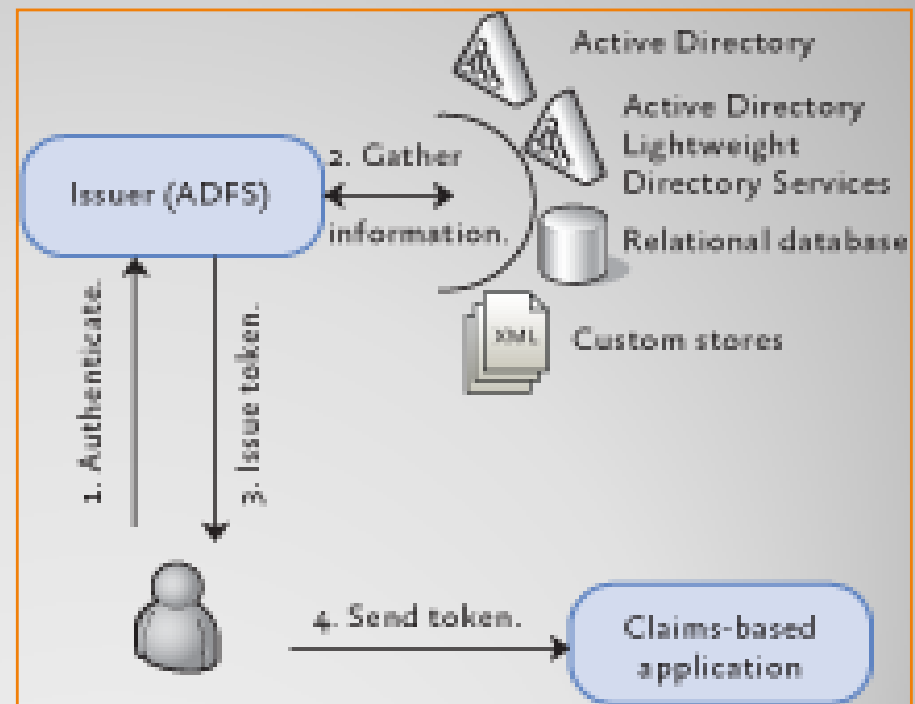 Active Directory
Active Directory
Lightweight
Directory Services
Issuer (ADFS)
2. Gather
information.
Relational database
XML
Custom stores
1. Authenticate.
3. Issue token.
4. Send token.
Claims-based
application